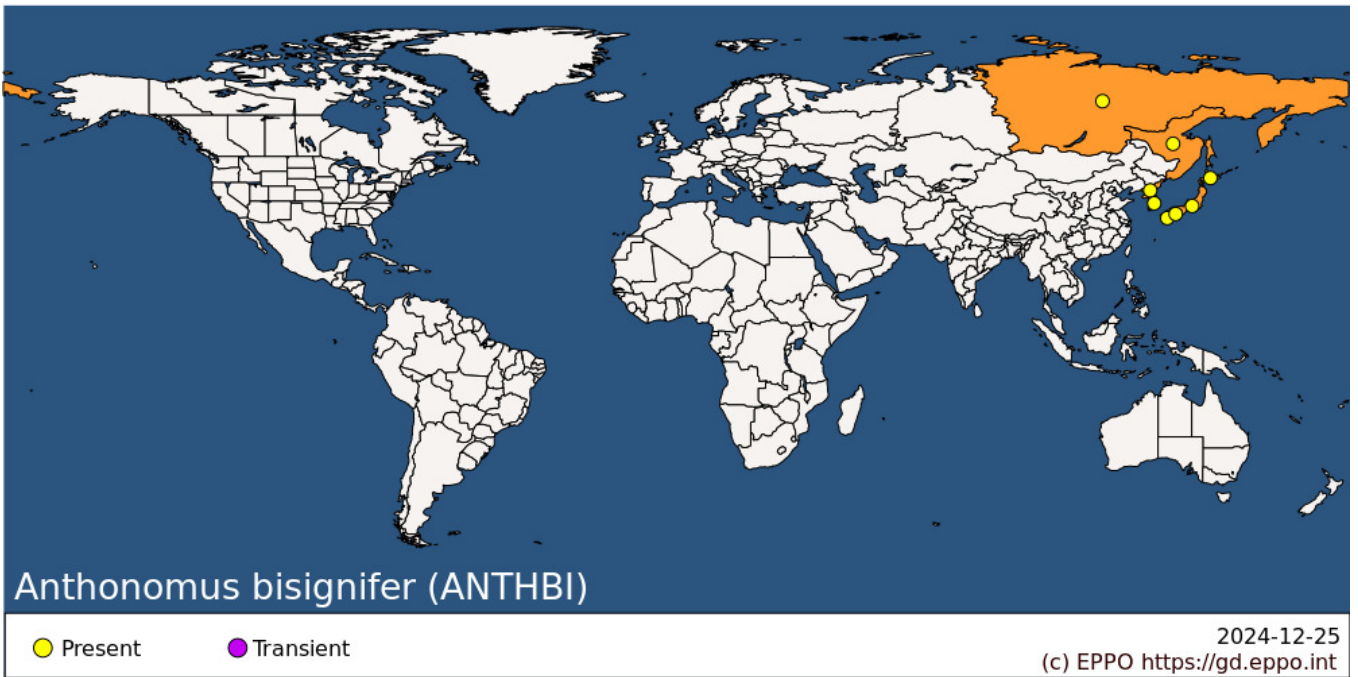 Anthonomus bisignifer (ANTHBI)
Present
Transient
2024-12-25
(c) EPPO https://gd.eppo.int